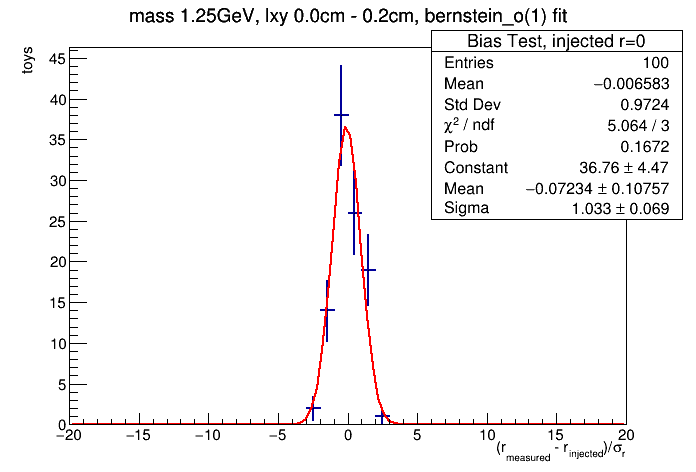 mass 1.25GeV, lxy 0.0cm - 0.2cm, bernstein_o(1) fit
Bias Test, injected r=0
Entries 100
Mean −0.006583
Std Dev 0.9724
χ² / ndf 5.064 / 3
Prob 0.1672
Constant 36.76 ± 4.47
Mean −0.07234 ± 0.10757
Sigma 1.033 ± 0.069
toys
45
40
35
30
25
20
15
10
5
0
−20 −15 −10 −5 0 5 10 15 20
(r_measured - r_injected)/σ_r